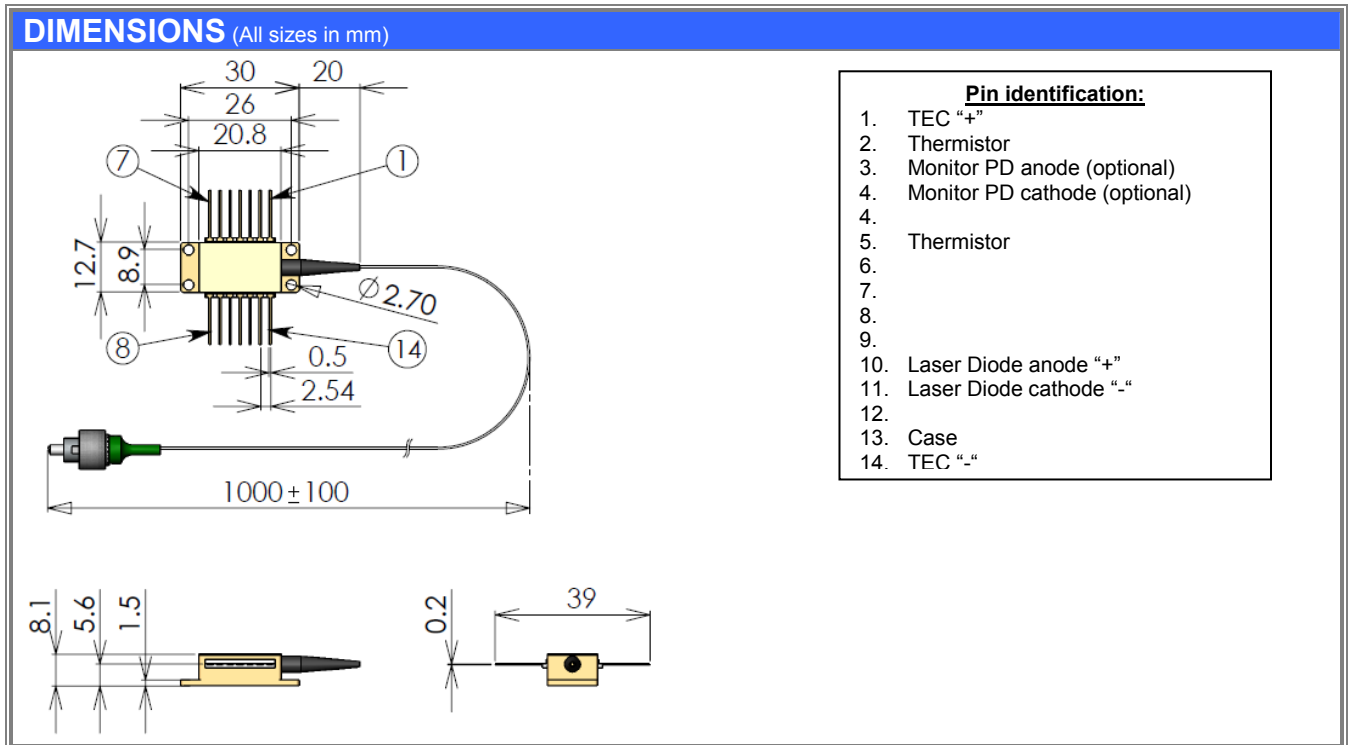 DIMENSIONS (All sizes in mm)
30 20
26
20.8
7 1
12.7 8.9
Ø 2.70
8 14
0.5
2.54
1000 ± 100
8.1 5.6 1.5
0.2 39
Pin identification:
1. TEC “+”
2. Thermistor
3. Monitor PD anode (optional)
4. Monitor PD cathode (optional)
4.
5. Thermistor
6.
7.
8.
9.
10. Laser Diode anode “+”
11. Laser Diode cathode “-“
12.
13. Case
14. TEC “-“